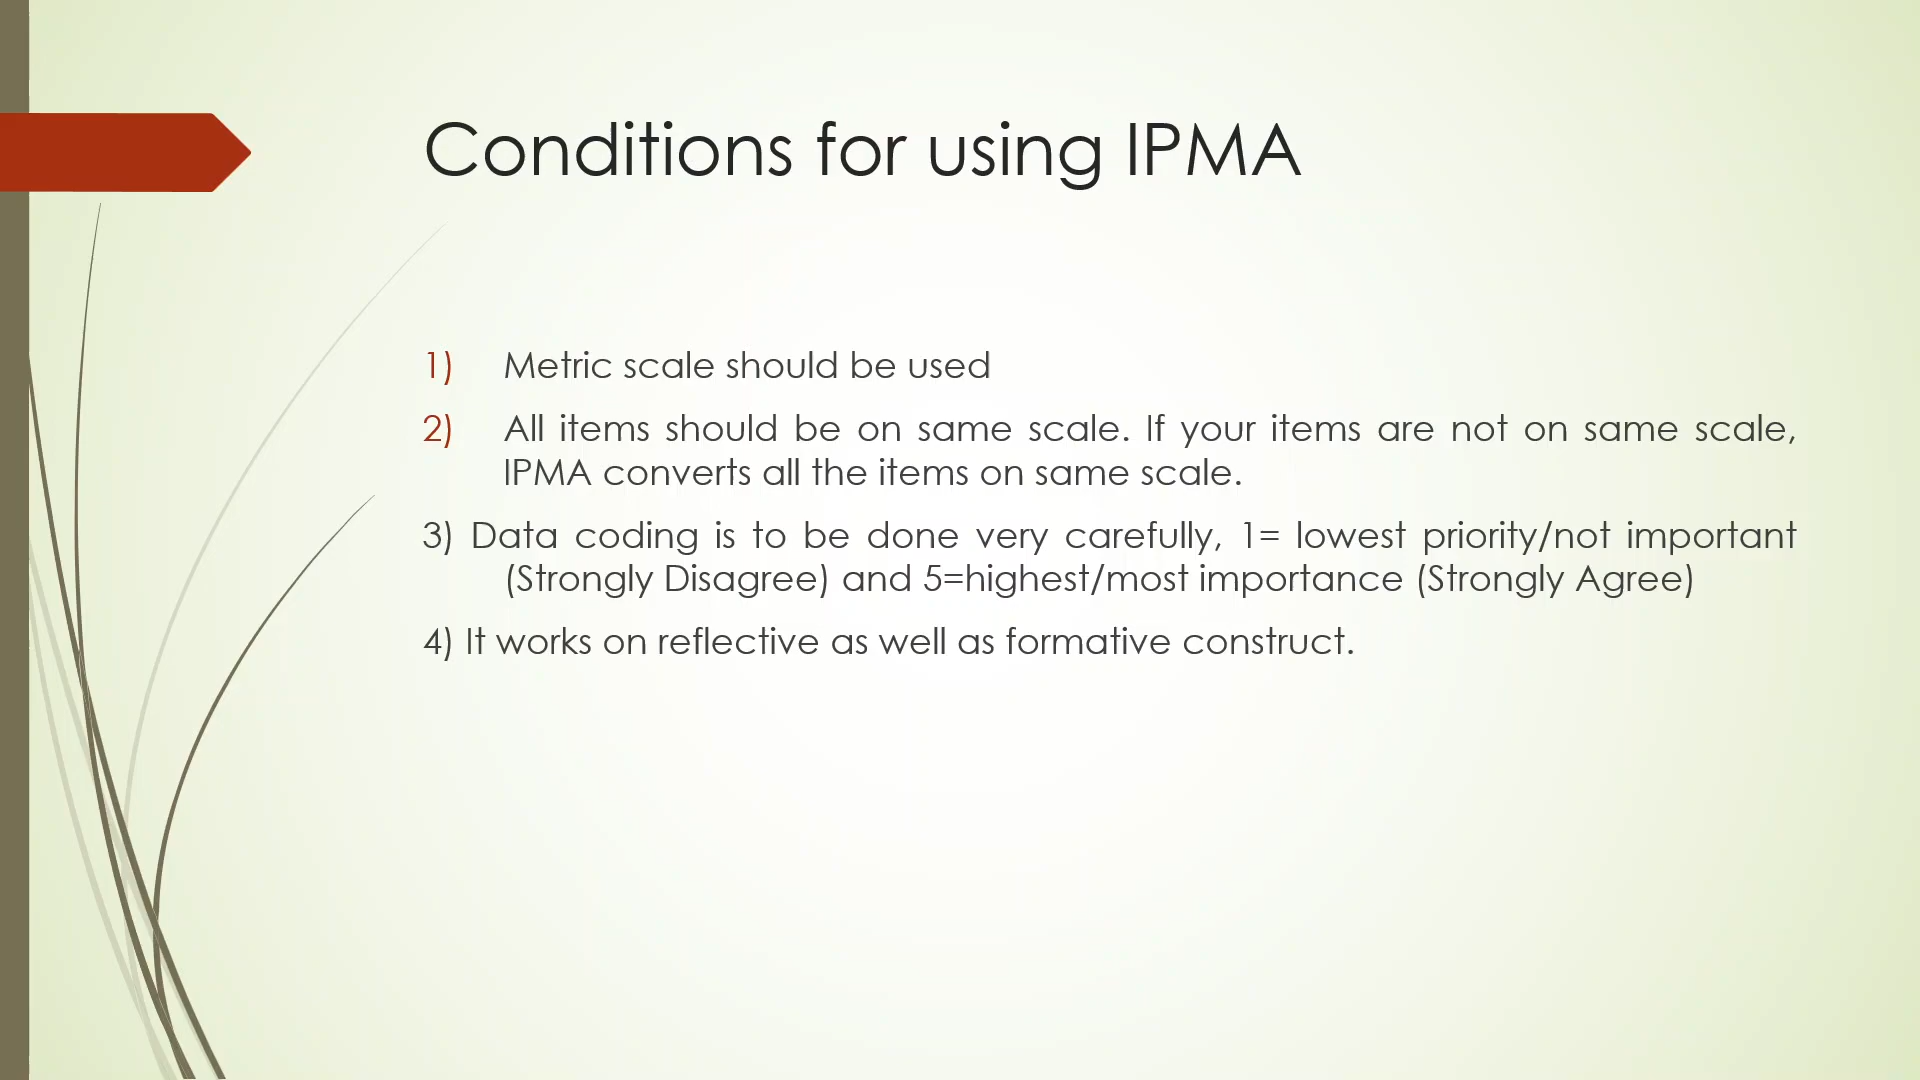 Conditions for using IPMA
1) Metric scale should be used
2) All items should be on same scale. If your items are not on same scale,
IPMA converts all the items on same scale.
3) Data coding is to be done very carefully, 1= lowest priority/not important
(Strongly Disagree) and 5=highest/most importance (Strongly Agree)
4) It works on reflective as well as formative construct.